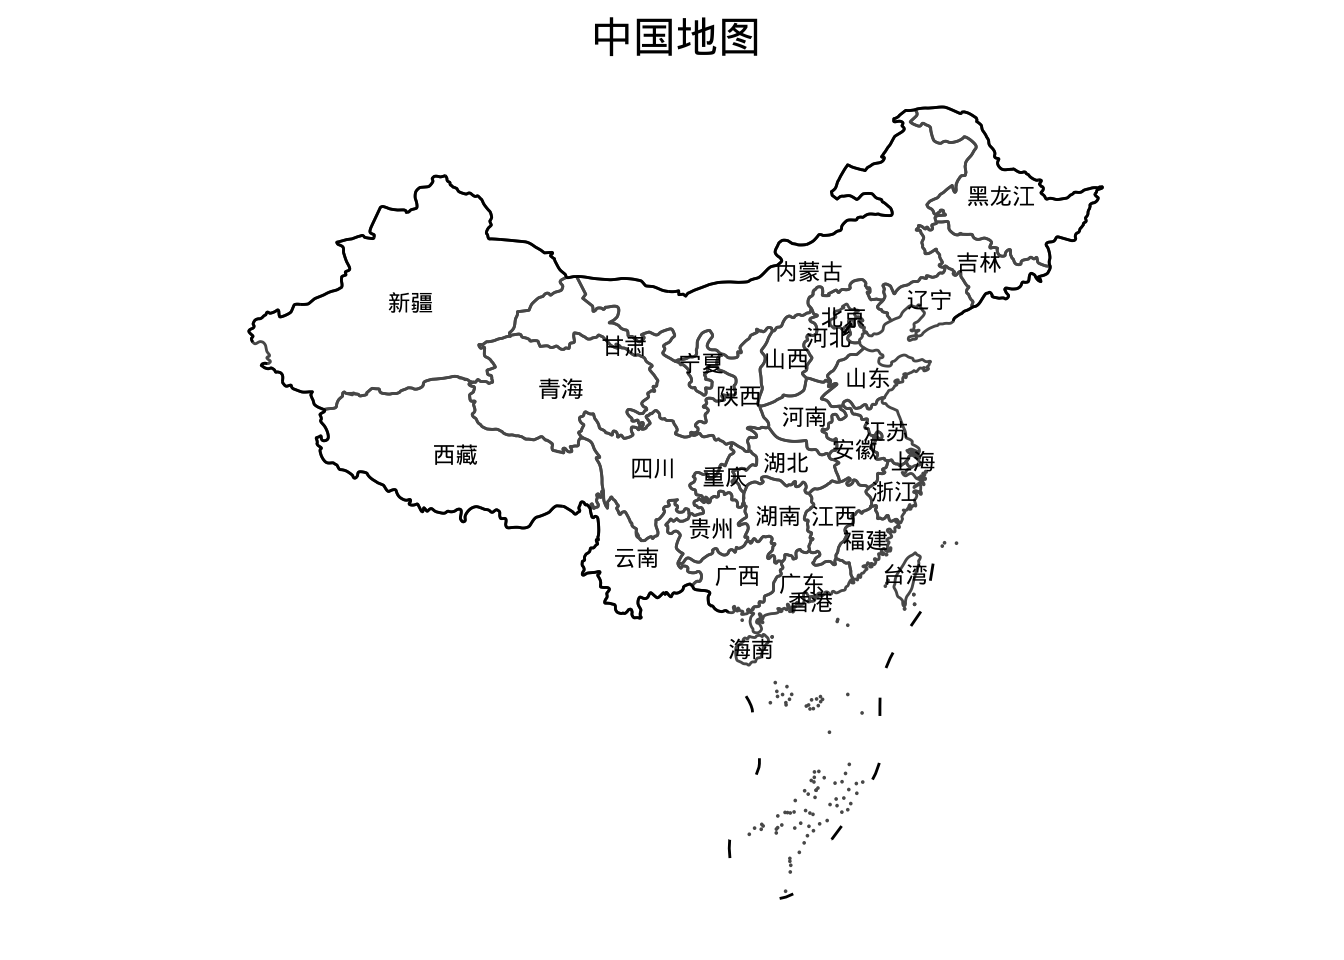 中国地图
黑龙江
吉林
内蒙古
辽宁
新疆
北京
河北
甘肃
山西
宁夏
山东
青海
陕西
河南
江苏
安徽
西藏
上海
湖北
四川
重庆
浙江
湖南
江西
贵州
福建
云南
台湾
广西
广东
香港
海南